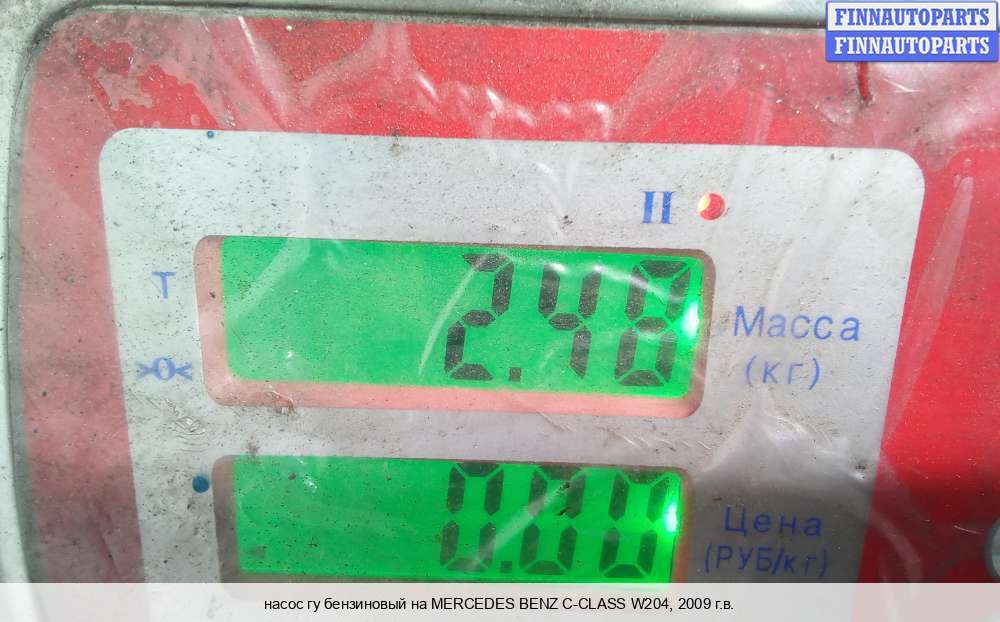 FINNAUTOPARTS
FINNAUTOPARTS
II
T
2.48
Масса
(кг)
>0<
0.00
Цена
(РУБ/кг)
насос гу бензиновый на MERCEDES BENZ C-CLASS W204, 2009 г.в.